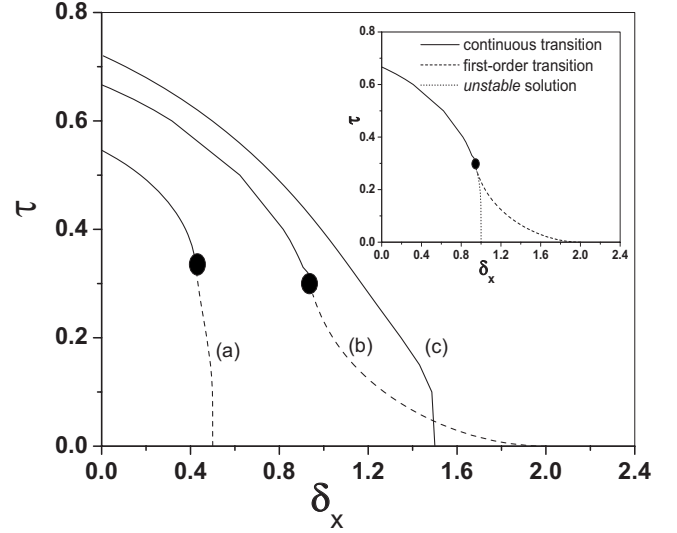 0.8
0.6
0.4
0.2
0.0
τ
0.0 0.4 0.8 1.2 1.6 2.0 2.4
δx
(a)
(b)
(c)
0.8
0.6
0.4
0.2
0.0
τ
0.0 0.4 0.8 1.2 1.6 2.0 2.4
δx
continuous transition
first-order transition
unstable solution